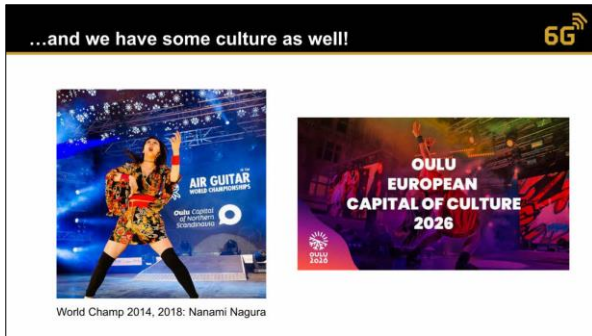 ...and we have some culture as well!
6G
AIR GUITAR
WORLD CHAMPIONSHIPS
Oulu Capital
of Northern
Scandinavia
OULU
EUROPEAN
CAPITAL OF CULTURE
2026
OULU
2026
World Champ 2014, 2018: Nanami Nagura